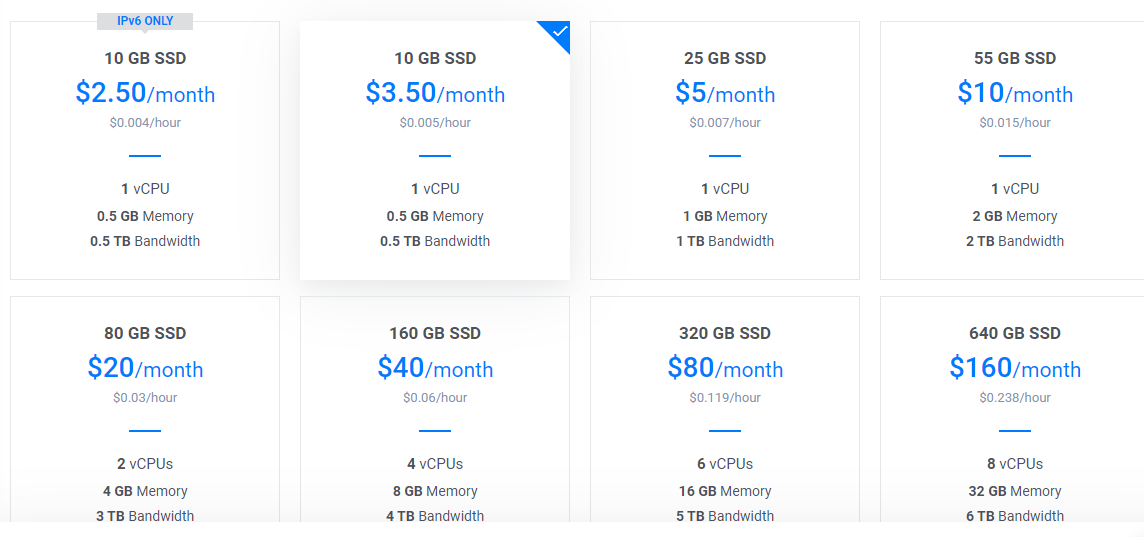 IPv6 ONLY
10 GB SSD
$2.50/month
$0.004/hour
1 vCPU
0.5 GB Memory
0.5 TB Bandwidth
10 GB SSD
$3.50/month
$0.005/hour
1 vCPU
0.5 GB Memory
0.5 TB Bandwidth
25 GB SSD
$5/month
$0.007/hour
1 vCPU
1 GB Memory
1 TB Bandwidth
55 GB SSD
$10/month
$0.015/hour
1 vCPU
2 GB Memory
2 TB Bandwidth
80 GB SSD
$20/month
$0.03/hour
2 vCPUs
4 GB Memory
3 TB Bandwidth
160 GB SSD
$40/month
$0.06/hour
4 vCPUs
8 GB Memory
4 TB Bandwidth
320 GB SSD
$80/month
$0.119/hour
6 vCPUs
16 GB Memory
5 TB Bandwidth
640 GB SSD
$160/month
$0.238/hour
8 vCPUs
32 GB Memory
6 TB Bandwidth